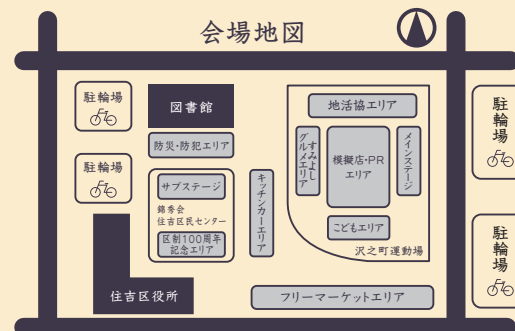 会場地図
駐輪場
図書館
防災・防犯エリア
駐輪場
サブステージ
錦秀会
住吉区民センター
区制100周年
記念エリア
住吉区役所
キッチンカーエリア
地活協エリア
すみよし
グルメエリア
模擬店・PR
エリア
メインステージ
こどもエリア
沢之町運動場
フリーマーケットエリア
駐輪場
駐輪場